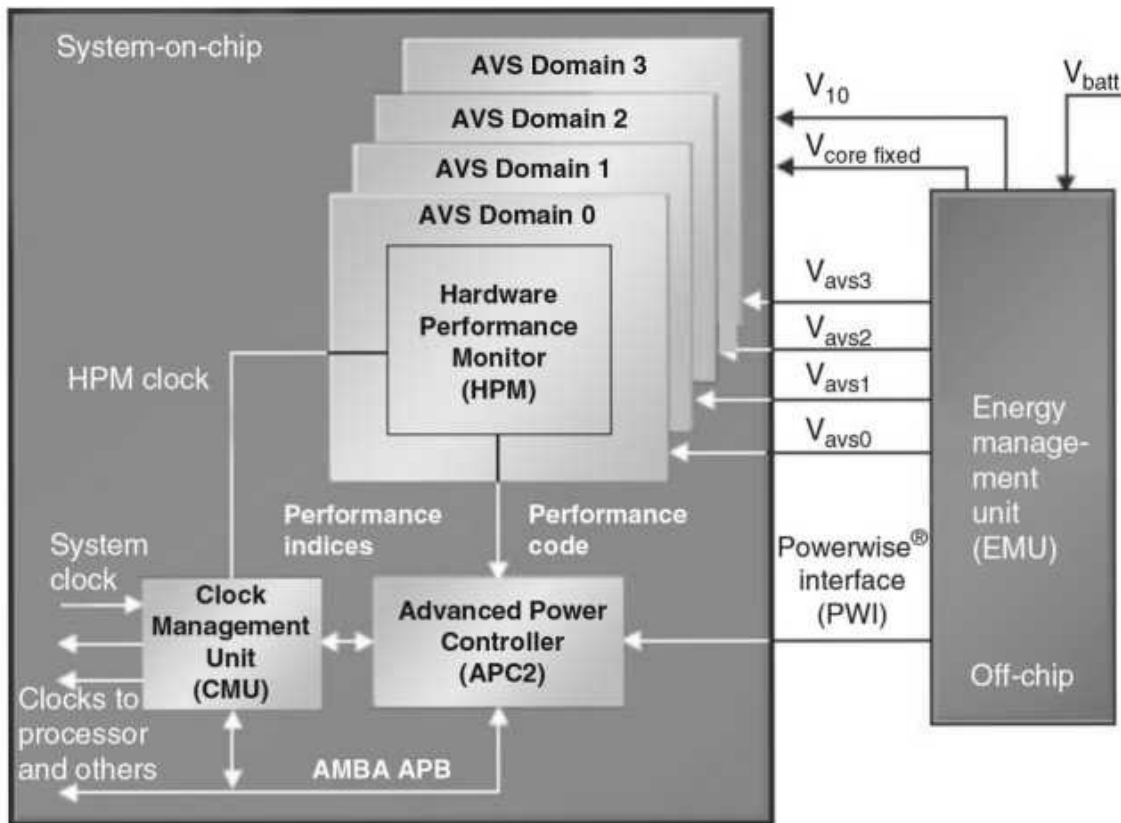 System-on-chip
AVS Domain 3
AVS Domain 2
AVS Domain 1
AVS Domain 0
Hardware
Performance
Monitor
(HPM)
HPM clock
Performance
indices
Performance
code
System
clock
Clock
Management
Unit
(CMU)
Advanced Power
Controller
(APC2)
Clocks to
processor
and others
AMBA APB
V10
Vcore fixed
Vbatt
Vavs3
Vavs2
Vavs1
Vavs0
Powerwise®
interface
(PWI)
Energy
manage-
ment
unit
(EMU)
Off-chip